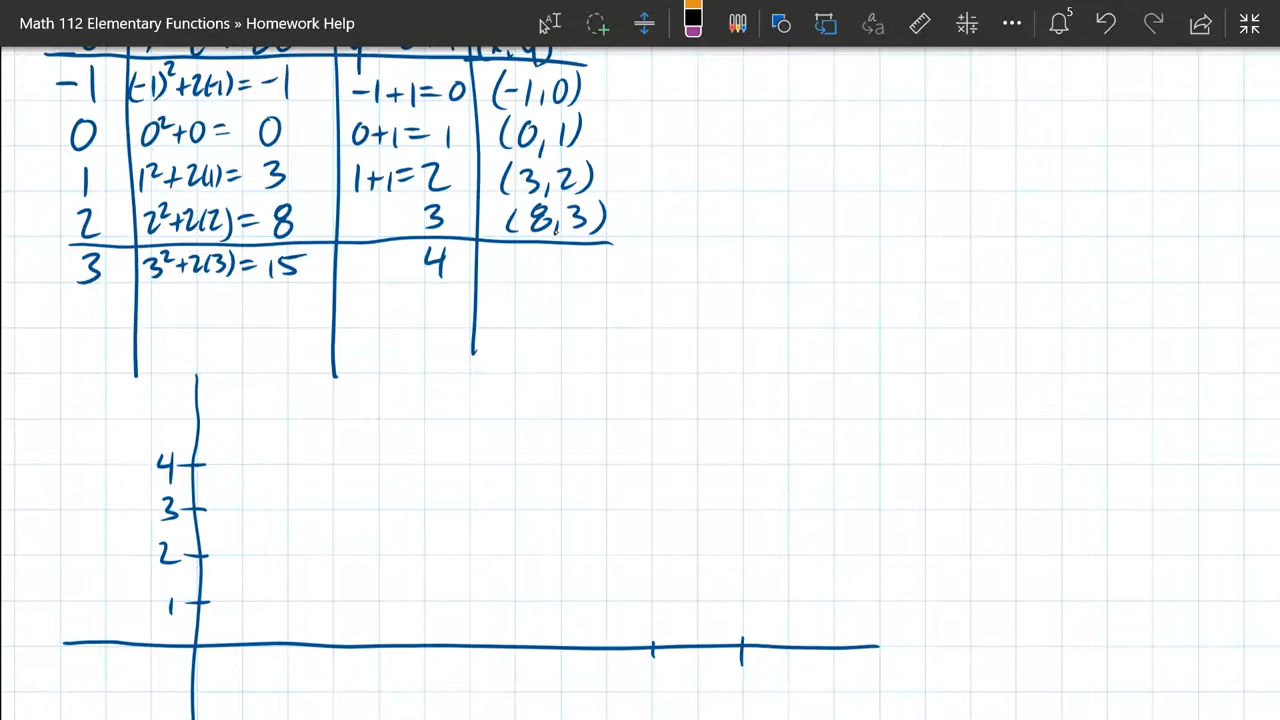 Math 112 Elementary Functions » Homework Help
5
-1 (-1)²+2(-1)= -1 -1+1=0 (-1,0)
0 0²+0= 0 0+1=1 (0,1)
1 1²+2(1)= 3 1+1=2 (3,2)
2 2²+2(2)= 8 3 (8,3)
3 3²+2(3)= 15 4
4
3
2
1